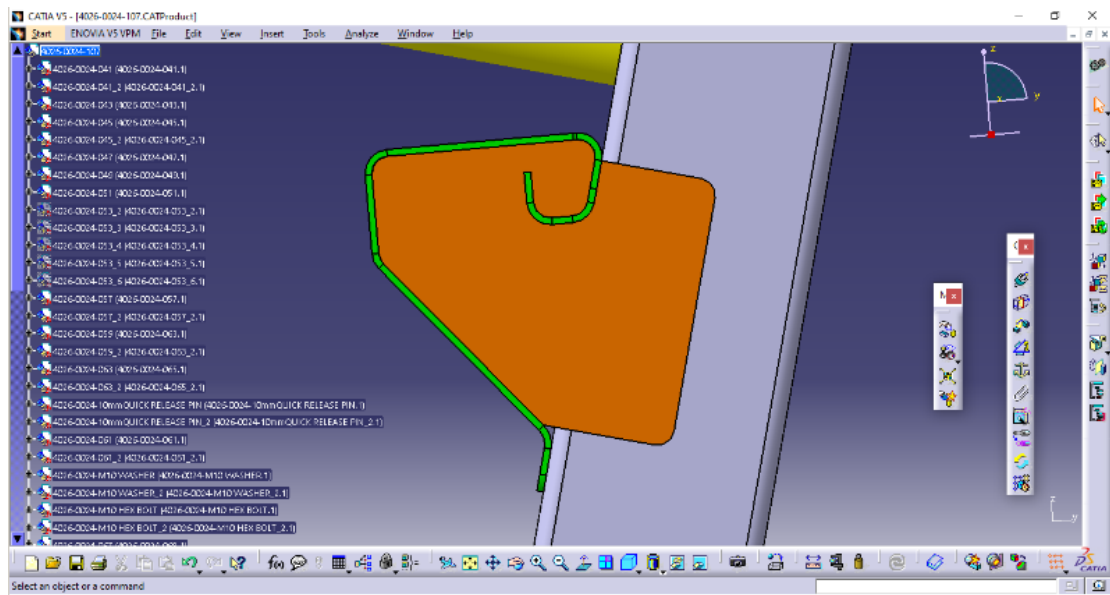 CATIA V5 - [4026-0024-107.CATProduct]
Start ENOVIA V5 VPM File Edit View Insert Tools Analyze Window Help
4026-0024-107
4026-0024-041 (4026-0024-041.1)
4026-0024-041_2 (4026-0024-041_2.1)
4026-0024-043 (4026-0024-043.1)
4026-0024-045 (4026-0024-045.1)
4026-0024-045_2 (4026-0024-045_2.1)
4026-0024-047 (4026-0024-047.1)
4026-0024-049 (4026-0024-049.1)
4026-0024-051 (4026-0024-051.1)
4026-0024-053_2 (4026-0024-053_2.1)
4026-0024-053_3 (4026-0024-053_3.1)
4026-0024-053_4 (4026-0024-053_4.1)
4026-0024-053_5 (4026-0024-053_5.1)
4026-0024-053_6 (4026-0024-053_6.1)
4026-0024-057 (4026-0024-057.1)
4026-0024-057_2 (4026-0024-057_2.1)
4026-0024-059 (4026-0024-063.1)
4026-0024-059_2 (4026-0024-063_2.1)
4026-0024-063 (4026-0024-065.1)
4026-0024-063_2 (4026-0024-065_2.1)
4026-0024-10mmQUICK RELEASE PIN (4026-0024-10mmQUICK RELEASE PIN.1)
4026-0024-10mmQUICK RELEASE PIN_2 (4026-0024-10mmQUICK RELEASE PIN_2.1)
4026-0024-061 (4026-0024-061.1)
4026-0024-061_2 (4026-0024-061_2.1)
4026-0024-M10 WASHER (4026-0024-M10 WASHER.1)
4026-0024-M10 WASHER_2 (4026-0024-M10 WASHER_2.1)
4026-0024-M10 HEX BOLT (4026-0024-M10 HEX BOLT.1)
4026-0024-M10 HEX BOLT_2 (4026-0024-M10 HEX BOLT_2.1)
z
x
y
z
y
CATIA
Select an object or a command